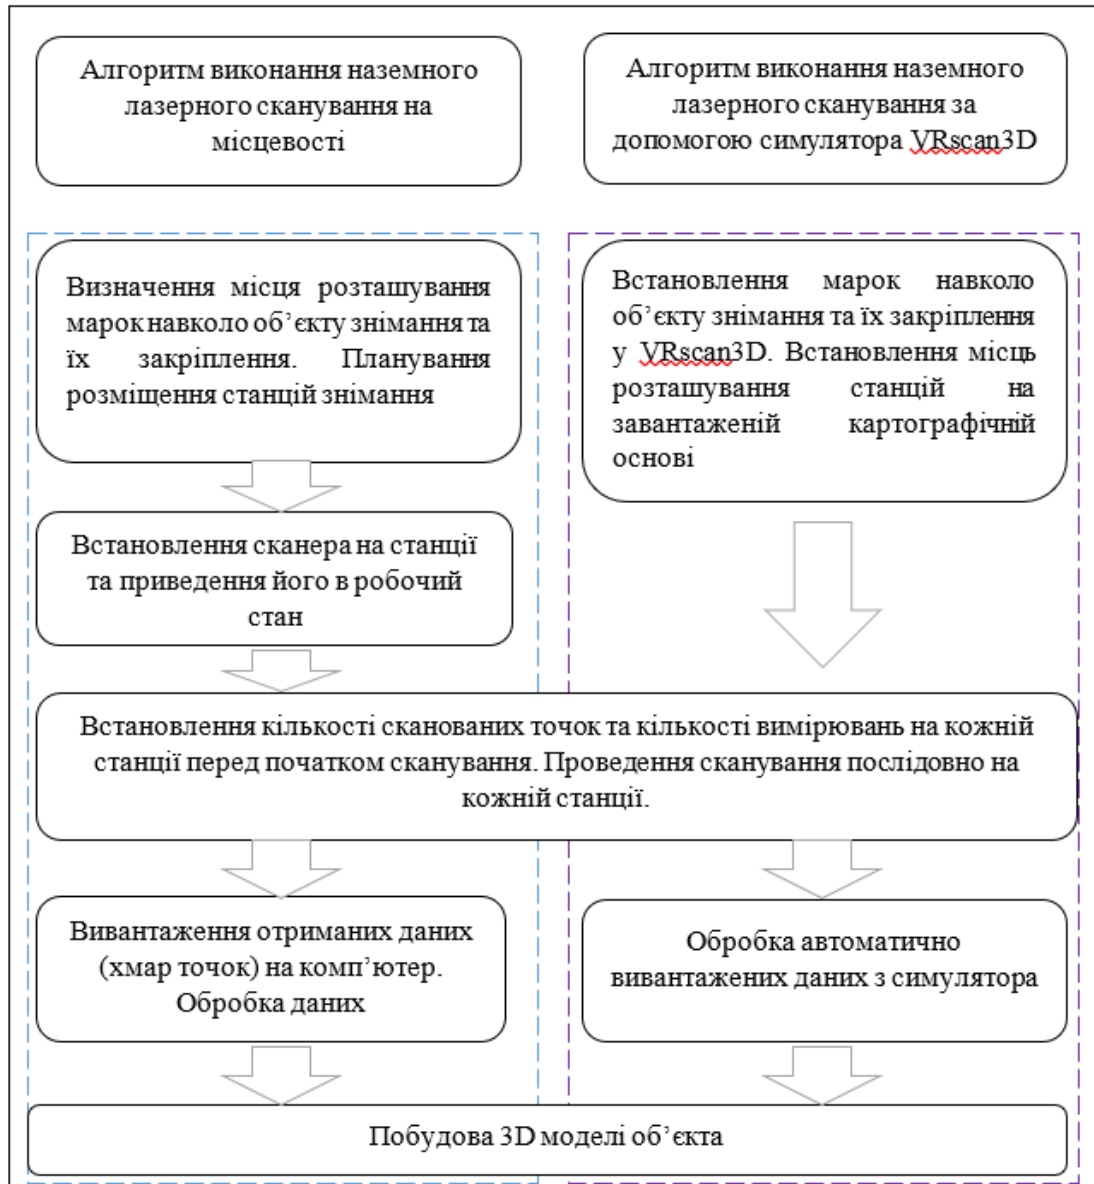 Алгоритм виконання наземного
лазерного сканування на
місцевості
Алгоритм виконання наземного
лазерного сканування за
допомогою симулятора VRscan3D
Визначення місця розташування
марок навколо об’єкту знімання та
їх закріплення. Планування
розміщення станцій знімання
Встановлення марок навколо
об’єкту знімання та їх закріплення
у VRscan3D. Встановлення місць
розташування станцій на
завантаженій картографічній
основі
Встановлення сканера на станції
та приведення його в робочий
стан
Встановлення кількості сканованих точок та кількості вимірювань на кожній
станції перед початком сканування. Проведення сканування послідовно на
кожній станції.
Вивантаження отриманих даних
(хмар точок) на комп’ютер.
Обробка даних
Обробка автоматично
вивантажених даних з симулятора
Побудова 3D моделі об’єкта